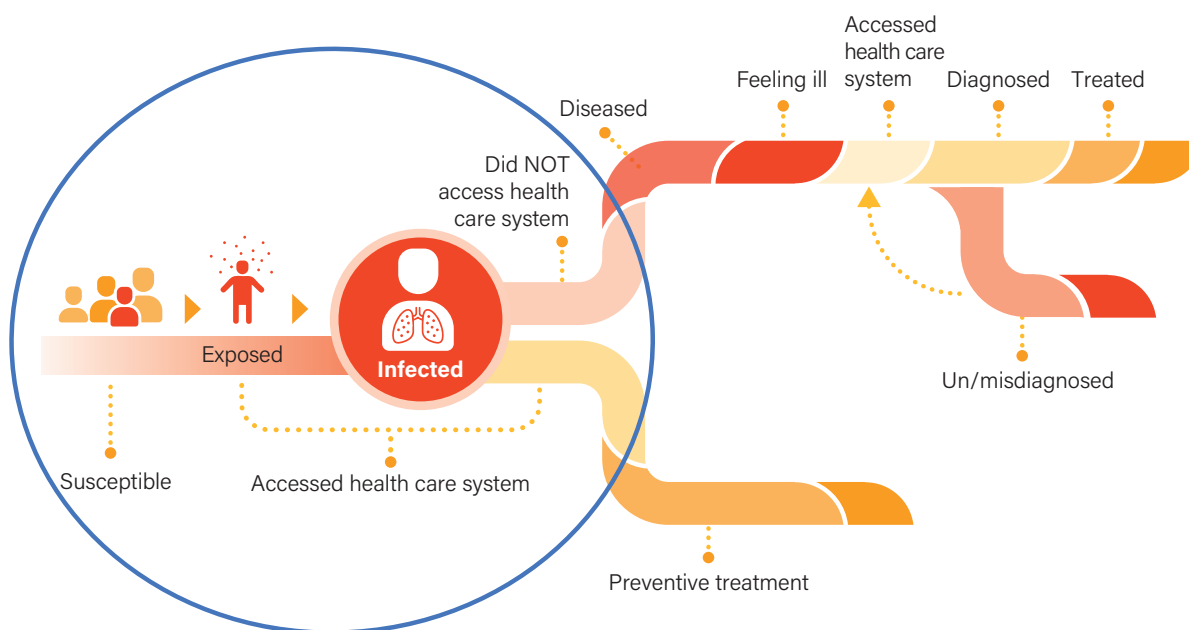 Accessed
health care
system
Feeling ill
Diagnosed
Treated
Diseased
Did NOT
access health
care system
Exposed
Infected
Un/misdiagnosed
Susceptible
Accessed health care system
Preventive treatment